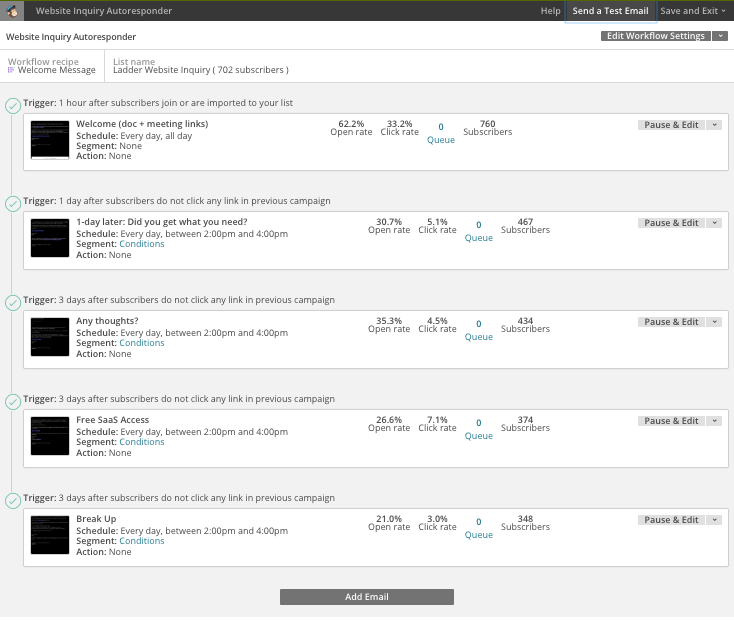 Website Inquiry Autoresponder Help Send a Test Email Save and Exit
Website Inquiry Autoresponder Edit Workflow Settings
Workflow recipe List name
Welcome Message Ladder Website Inquiry ( 702 subscribers )
Trigger: 1 hour after subscribers join or are imported to your list
Welcome (doc + meeting links) 62.2% 33.2% 0 760 Pause & Edit
Schedule: Every day, all day Open rate Click rate Queue Subscribers
Segment: None
Action: None
Trigger: 1 day after subscribers do not click any link in previous campaign
1-day later: Did you get what you need? 30.7% 5.1% 0 467 Pause & Edit
Schedule: Every day, between 2:00pm and 4:00pm Open rate Click rate Queue Subscribers
Segment: Conditions
Action: None
Trigger: 3 days after subscribers do not click any link in previous campaign
Any thoughts? 35.3% 4.5% 0 434 Pause & Edit
Schedule: Every day, between 2:00pm and 4:00pm Open rate Click rate Queue Subscribers
Segment: Conditions
Action: None
Trigger: 3 days after subscribers do not click any link in previous campaign
Free SaaS Access 26.6% 7.1% 0 374 Pause & Edit
Schedule: Every day, between 2:00pm and 4:00pm Open rate Click rate Queue Subscribers
Segment: Conditions
Action: None
Trigger: 3 days after subscribers do not click any link in previous campaign
Break Up 21.0% 3.0% 0 348 Pause & Edit
Schedule: Every day, between 2:00pm and 4:00pm Open rate Click rate Queue Subscribers
Segment: Conditions
Action: None
Add Email